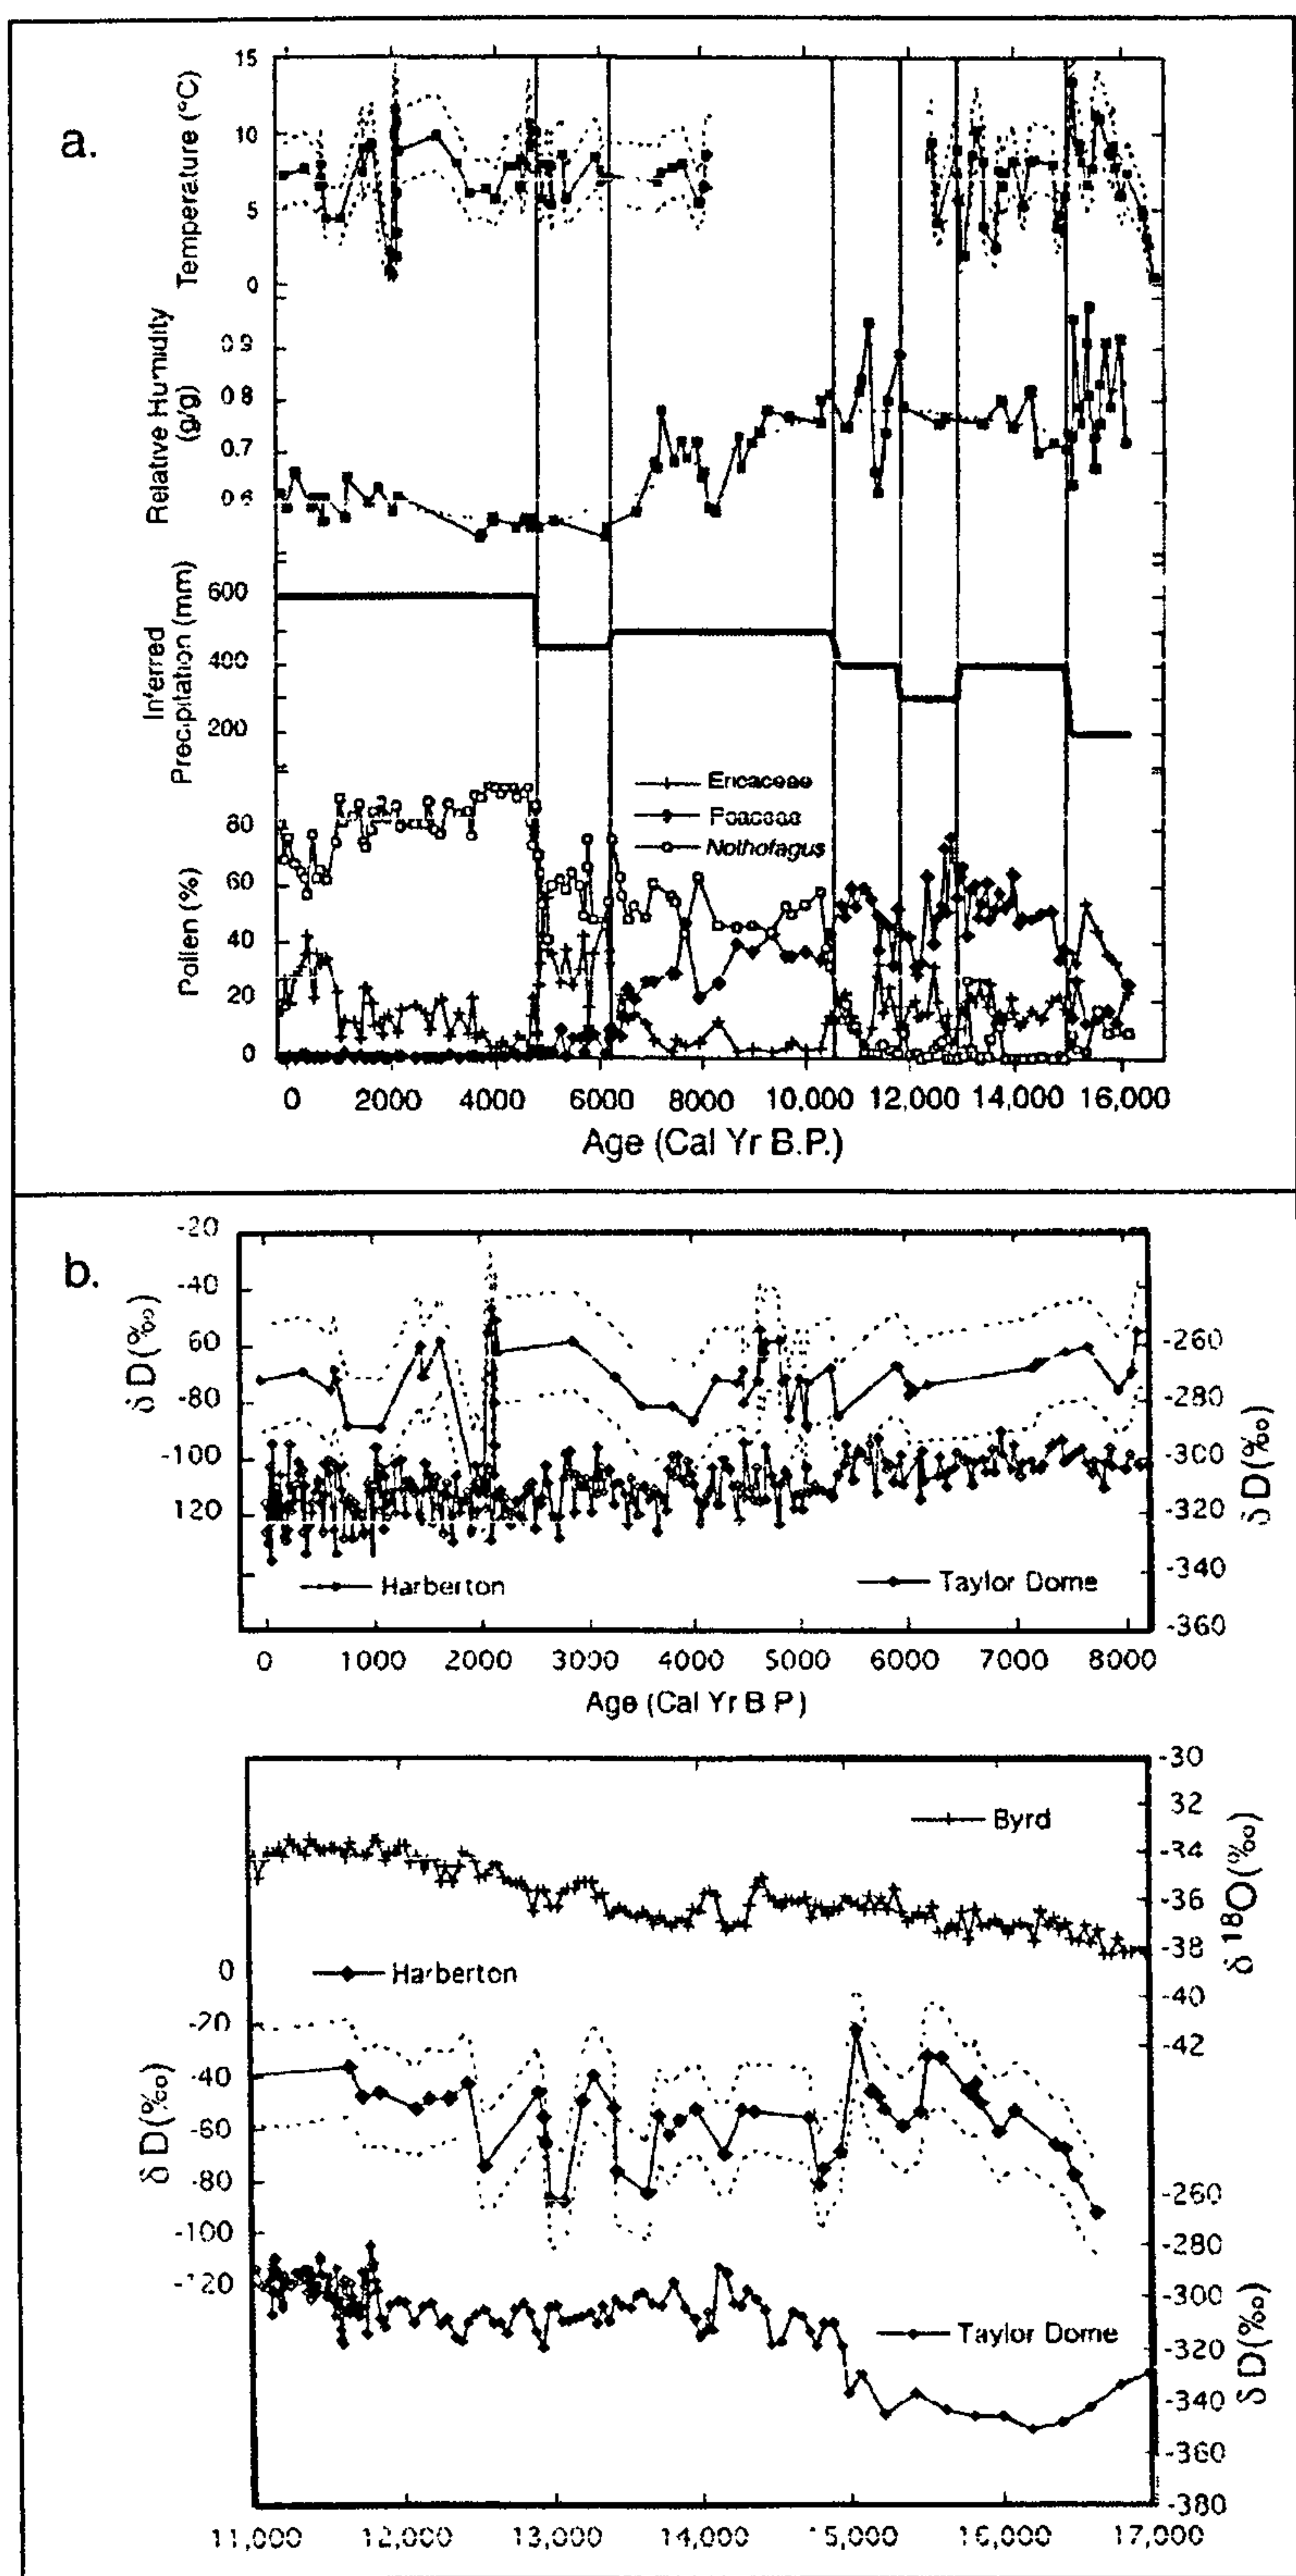 a.
Temperature (°C)
15
10
5
0
Relative Humidity
(g/g)
0.9
0.8
0.7
0.6
Inferred
Precipitation (mm)
600
400
200
Ericaceae
Poaceae
Nothofagus
Pollen (%)
80
60
40
20
0
0 2000 4000 6000 8000 10,000 12,000 14,000 16,000
Age (Cal Yr B.P.)
b.
δD(‰)
-20
-40
60
-80
-100
120
-260
-280
-300
-320
-340
-360
δD(‰)
Harberton
Taylor Dome
0 1000 2000 3000 4000 5000 6000 7000 8000
Age (Cal Yr B P)
-30
32
-34
-36
-38
-40
-42
δ 18O(‰)
Byrd
Harberton
0
-20
-40
-60
-80
-100
-120
δD(‰)
-260
-280
-300
-320
-340
-360
-380
δD(‰)
Taylor Dome
11,000 12,000 13,000 14,000 15,000 16,000 17,000